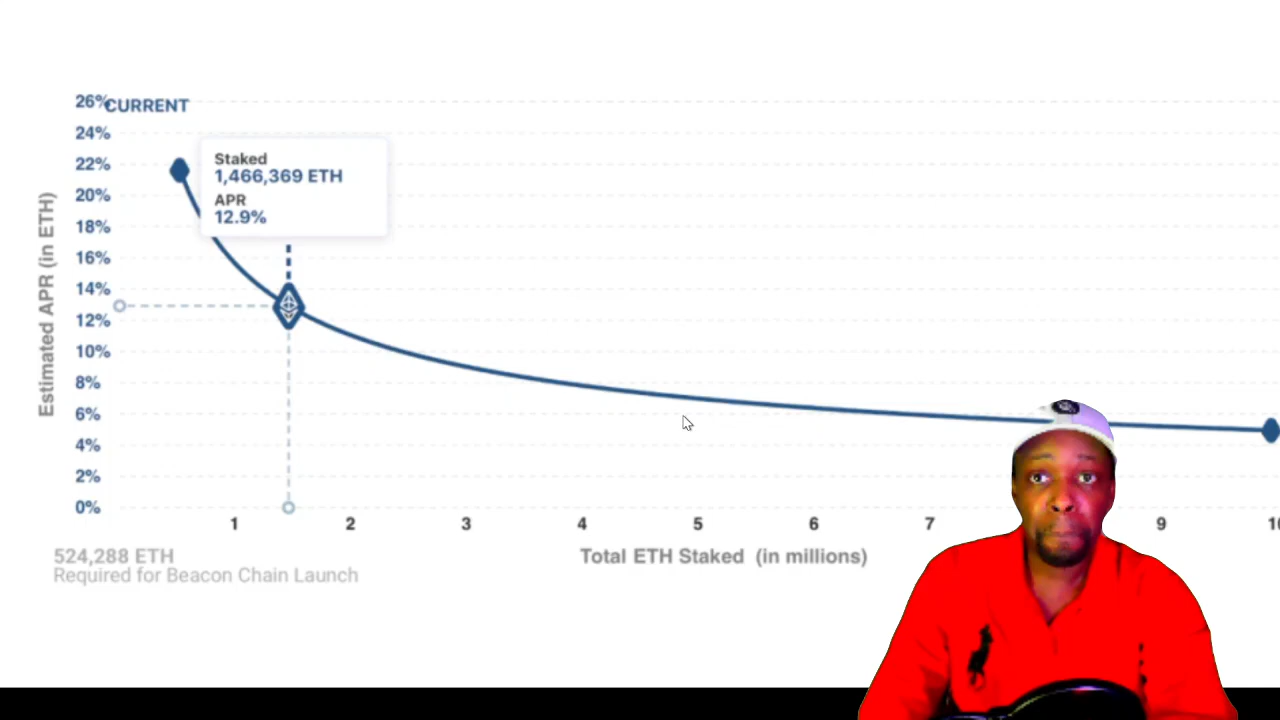 26%
CURRENT
24%
22%
20%
18%
16%
14%
12%
10%
8%
6%
4%
2%
0%
Estimated APR (in ETH)
Staked
1,466,369 ETH
APR
12.9%
1 2 3 4 5 6 7 9 10
524,288 ETH
Required for Beacon Chain Launch
Total ETH Staked (in millions)